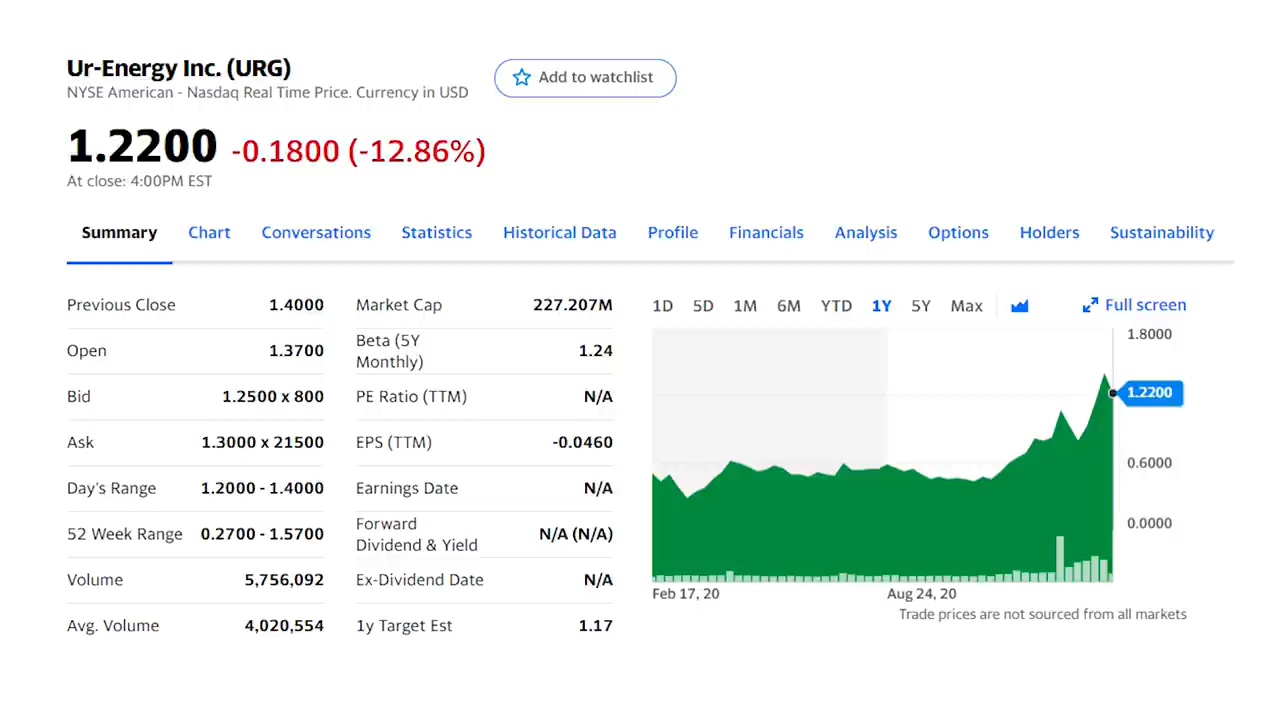 Ur-Energy Inc. (URG)
Add to watchlist
NYSE American - Nasdaq Real Time Price. Currency in USD
1.2200 -0.1800 (-12.86%)
At close: 4:00PM EST
Summary Chart Conversations Statistics Historical Data Profile Financials Analysis Options Holders Sustainability
Previous Close 1.4000
Open 1.3700
Bid 1.2500 x 800
Ask 1.3000 x 21500
Day's Range 1.2000 - 1.4000
52 Week Range 0.2700 - 1.5700
Volume 5,756,092
Avg. Volume 4,020,554
Market Cap 227.207M
Beta (5Y
Monthly) 1.24
PE Ratio (TTM) N/A
EPS (TTM) -0.0460
Earnings Date N/A
Forward
Dividend & Yield N/A (N/A)
Ex-Dividend Date N/A
1y Target Est 1.17
1D 5D 1M 6M YTD 1Y 5Y Max Full screen
1.8000
1.2200
0.6000
0.0000
Feb 17, 20 Aug 24, 20
Trade prices are not sourced from all markets